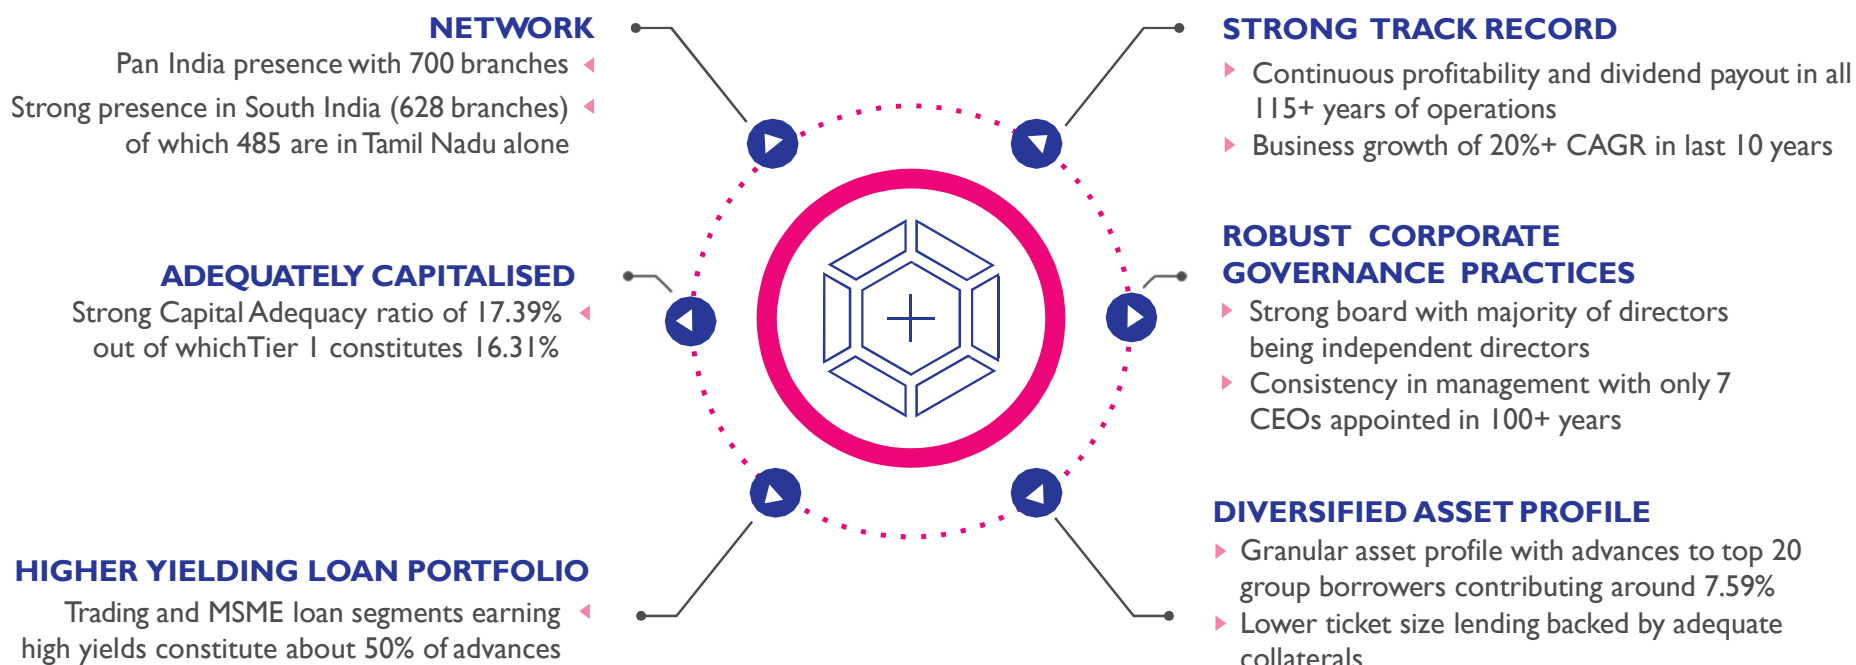 NETWORK
Pan India presence with 700 branches
Strong presence in South India (628 branches)
of which 485 are in Tamil Nadu alone
ADEQUATELY CAPITALISED
Strong Capital Adequacy ratio of 17.39%
out of whichTier 1 constitutes 16.31%
HIGHER YIELDING LOAN PORTFOLIO
Trading and MSME loan segments earning
high yields constitute about 50% of advances
STRONG TRACK RECORD
Continuous profitability and dividend payout in all
115+ years of operations
Business growth of 20%+ CAGR in last 10 years
ROBUST CORPORATE
GOVERNANCE PRACTICES
Strong board with majority of directors
being independent directors
Consistency in management with only 7
CEOs appointed in 100+ years
DIVERSIFIED ASSET PROFILE
Granular asset profile with advances to top 20
group borrowers contributing around 7.59%
Lower ticket size lending backed by adequate
collaterals